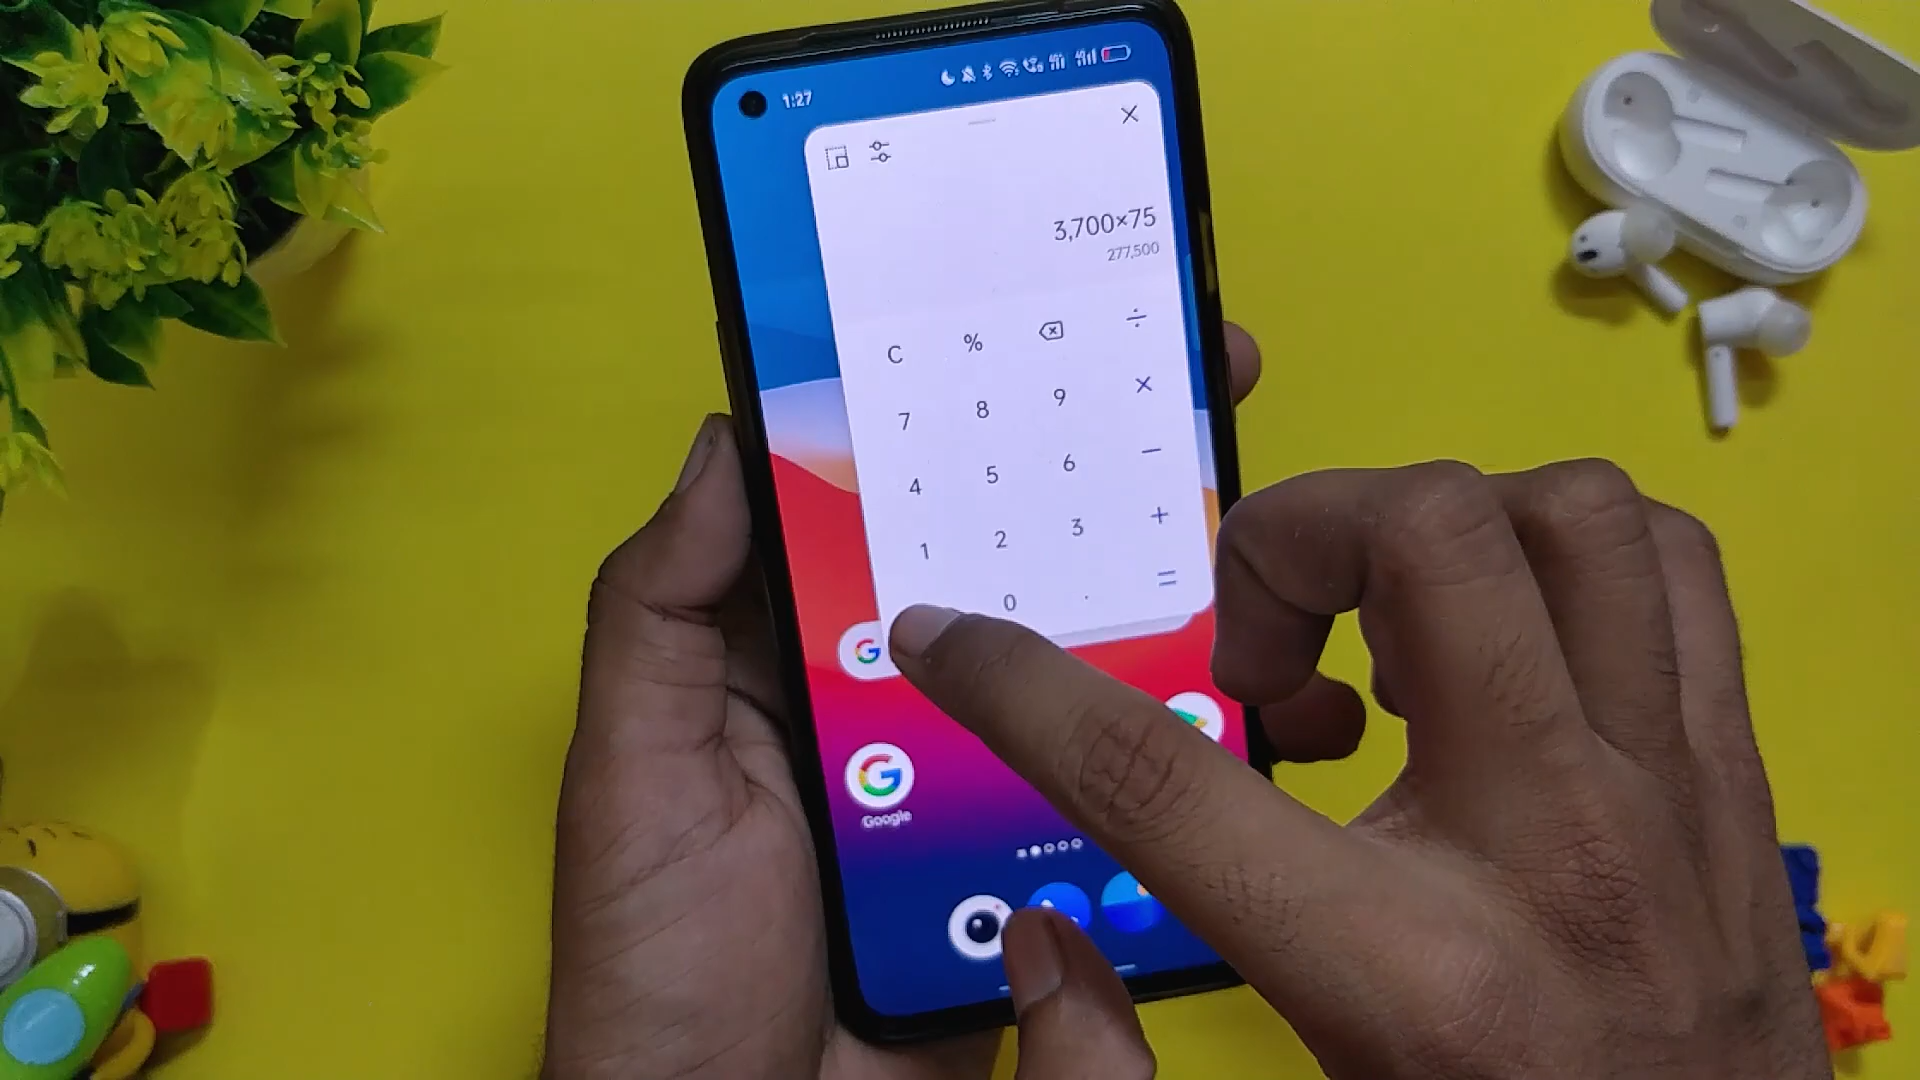 1:27
3,700×75
277,500
C % ÷
7 8 9 ×
4 5 6 −
1 2 3 +
0 . =
G
G
Google